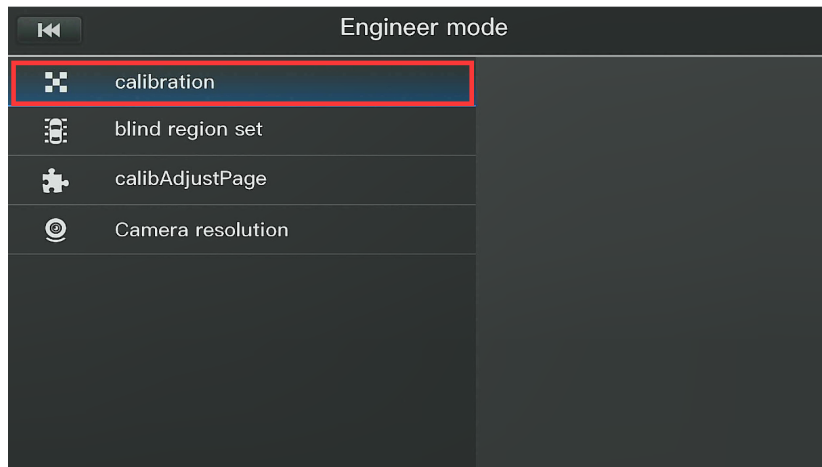 Engineer mode
calibration
blind region set
calibAdjustPage
Camera resolution